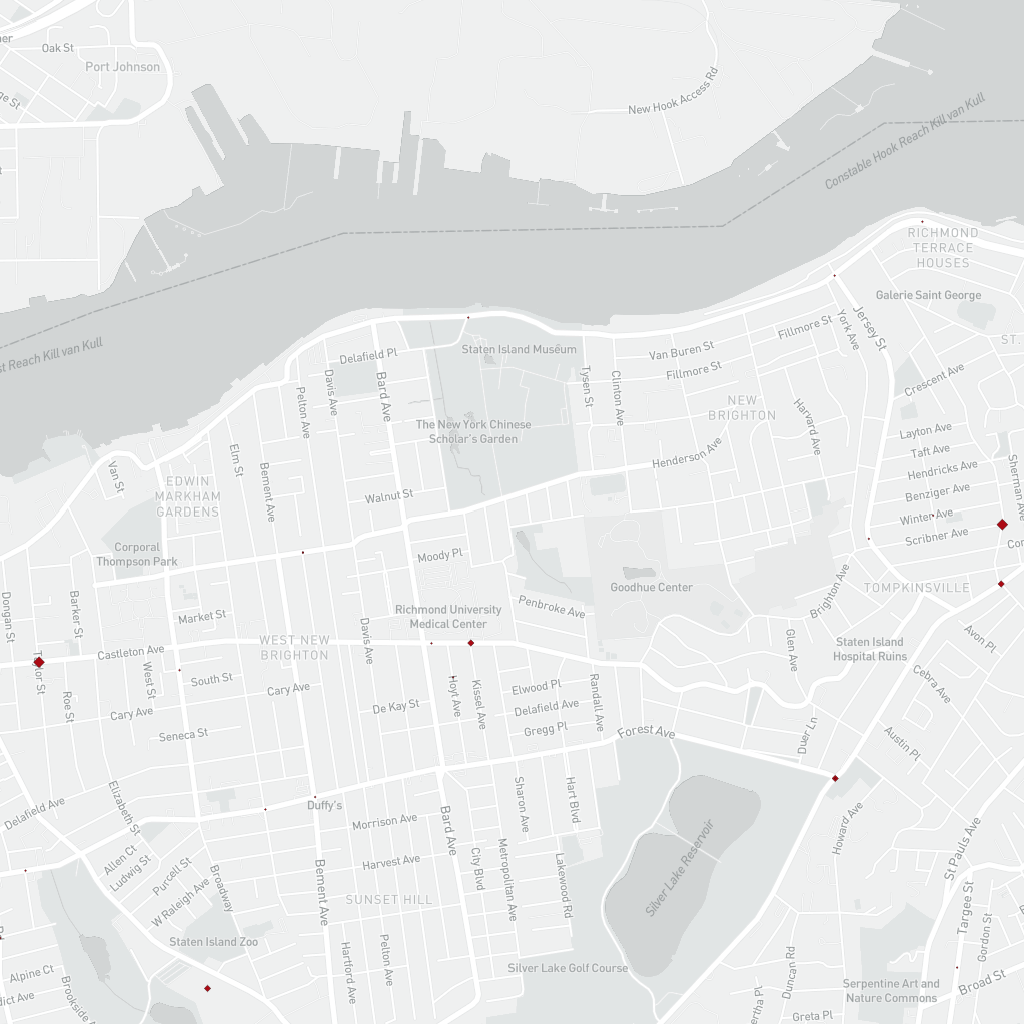 Oak St
Port Johnson
New Hook Access Rd
Constable Hook Reach Kill van Kull
RICHMOND
TERRACE
HOUSES
Galerie Saint George
Reach Kill van Kull
Jersey St
York Ave
Fillmore St
Van Buren St
Staten Island Museum
Delafield Pl
Fillmore St
Tysen St
Clinton Ave
Bard Ave
Davis Ave
Pelton Ave
Crescent Ave
NEW
BRIGHTON
Harvard Ave
The New York Chinese
Scholar's Garden
Layton Ave
Taft Ave
Hendricks Ave
Henderson Ave
Elm St
Bement Ave
Van St
EDWIN
MARKHAM
GARDENS
Walnut St
Benziger Ave
Sherman Ave
Winter Ave
Scribner Ave
Corporal
Thompson Park
Moody Pl
Goodhue Center
TOMPKINSVILLE
Brighton Ave
Dongan St
Barker St
Market St
Richmond University
Medical Center
Penbroke Ave
WEST NEW
BRIGHTON
Davis Ave
Glen Ave
Staten Island
Hospital Ruins
Avon Pl
Castleton Ave
Taylor St
West St
South St
Cary Ave
Roe St
Cary Ave
Seneca St
De Kay St
Hoyt Ave
Kissel Ave
Elwood Pl
Delafield Ave
Gregg Pl
Randall Ave
Forest Ave
Cebra Ave
Duer Ln
Austin Pl
Delafield Ave
Elizabeth St
Duffy's
Morrison Ave
Sharon Ave
Hart Blvd
Bard Ave
Howard Ave
Silver Lake Reservoir
St Pauls Ave
Allen Ct
Ludwig St
Purcell St
W Raleigh Ave
Broadway
Bement Ave
Harvest Ave
City Blvd
Metropolitan Ave
Lakewood Rd
SUNSET HILL
Targee St
Gordon St
Staten Island Zoo
Hartford Ave
Pelton Ave
Silver Lake Golf Course
Alpine Ct
Brookside
Duncan Rd
Serpentine Art and
Nature Commons
Broad St
Greta Pl